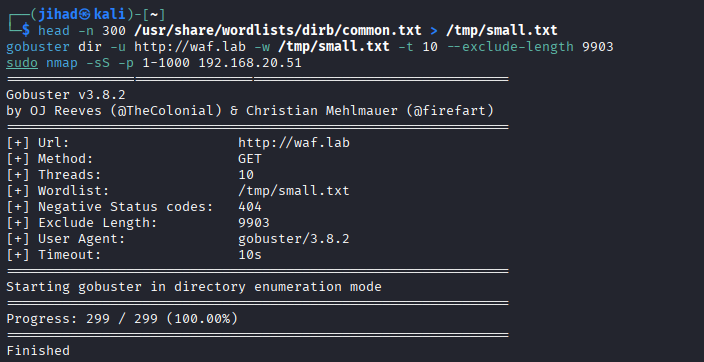 ┌──(jihad㉿kali)-[~]
└─$ head -n 300 /usr/share/wordlists/dirb/common.txt > /tmp/small.txt
gobuster dir -u http://waf.lab -w /tmp/small.txt -t 10 --exclude-length 9903
sudo nmap -sS -p 1-1000 192.168.20.51
===============================================================
Gobuster v3.8.2
by OJ Reeves (@TheColonial) & Christian Mehlmauer (@firefart)
===============================================================
[+] Url:                     http://waf.lab
[+] Method:                  GET
[+] Threads:                 10
[+] Wordlist:                /tmp/small.txt
[+] Negative Status codes:   404
[+] Exclude Length:          9903
[+] User Agent:              gobuster/3.8.2
[+] Timeout:                 10s
===============================================================
Starting gobuster in directory enumeration mode
===============================================================
Progress: 299 / 299 (100.00%)
===============================================================
Finished